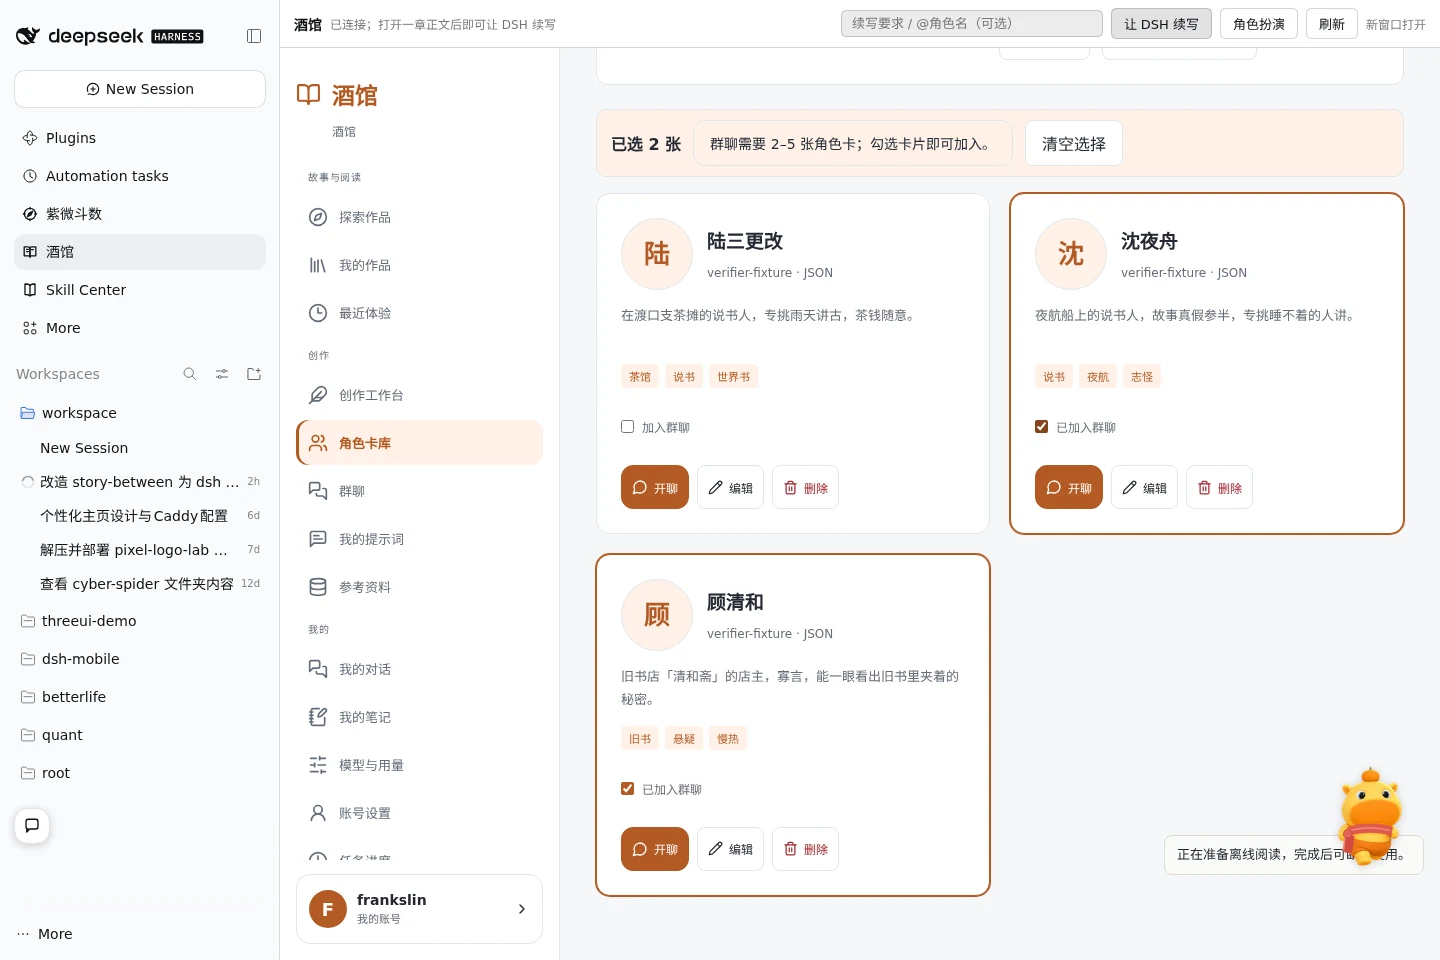 deepseek HARNESS
New Session
Plugins
Automation tasks
紫微斗数
酒馆
Skill Center
More
Workspaces
workspace
New Session
改造 story-between 为 dsh ... 2h
个性化主页设计与Caddy配置 6d
解压并部署 pixel-logo-lab ... 7d
查看 cyber-spider 文件夹内容 12d
threeui-demo
dsh-mobile
betterlife
quant
root
More
酒馆 已连接；打开一章正文后即可让 DSH 续写
续写要求 / @角色名（可选）
让 DSH 续写
角色扮演
刷新
新窗口打开
酒馆
酒馆
故事与阅读
探索作品
我的作品
最近体验
创作
创作工作台
角色卡库
群聊
我的提示词
参考资料
我的
我的对话
我的笔记
模型与用量
账号设置
任务进度
F
frankslin
我的账号
已选 2 张
群聊需要 2–5 张角色卡；勾选卡片即可加入。
清空选择
陆
陆三更改
verifier-fixture · JSON
在渡口支茶摊的说书人，专挑雨天讲古，茶钱随意。
茶馆 说书 世界书
加入群聊
开聊 编辑 删除
沈
沈夜舟
verifier-fixture · JSON
夜航船上的说书人，故事真假参半，专挑睡不着的人讲。
说书 夜航 志怪
已加入群聊
开聊 编辑 删除
顾
顾清和
verifier-fixture · JSON
旧书店「清和斋」的店主，寡言，能一眼看出旧书里夹着的
秘密。
旧书 悬疑 慢热
已加入群聊
开聊 编辑 删除
正在准备离线阅读，完成后可用。